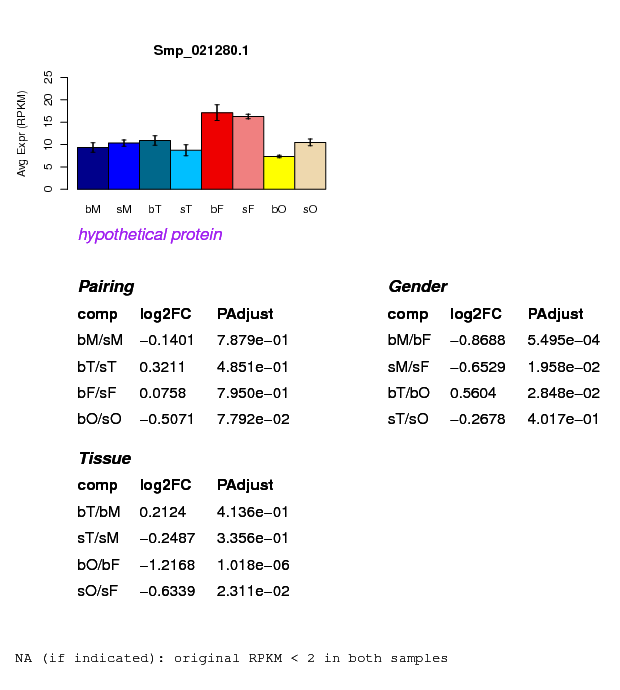 Smp_021280.1
Avg Expr (RPKM)
0 5 10 15 20 25
bM sM bT sT bF sF bO sO
hypothetical protein
Pairing
comp log2FC PAdjust
bM/sM −0.1401 7.879e−01
bT/sT 0.3211 4.851e−01
bF/sF 0.0758 7.950e−01
bO/sO −0.5071 7.792e−02
Gender
comp log2FC PAdjust
bM/bF −0.8688 5.495e−04
sM/sF −0.6529 1.958e−02
bT/bO 0.5604 2.848e−02
sT/sO −0.2678 4.017e−01
Tissue
comp log2FC PAdjust
bT/bM 0.2124 4.136e−01
sT/sM −0.2487 3.356e−01
bO/bF −1.2168 1.018e−06
sO/sF −0.6339 2.311e−02
NA (if indicated): original RPKM < 2 in both samples